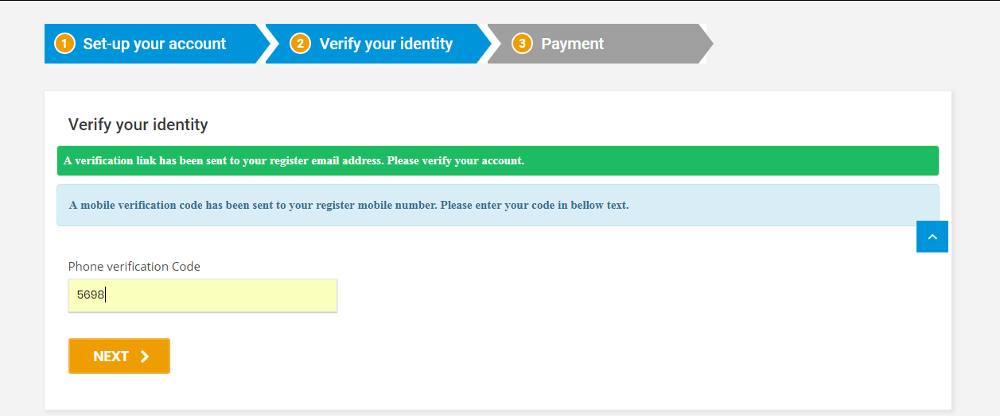 1 Set-up your account
2 Verify your identity
3 Payment
Verify your identity
A verification link has been sent to your register email address. Please verify your account.
A mobile verification code has been sent to your register mobile number. Please enter your code in bellow text.
Phone verification Code
5698
NEXT